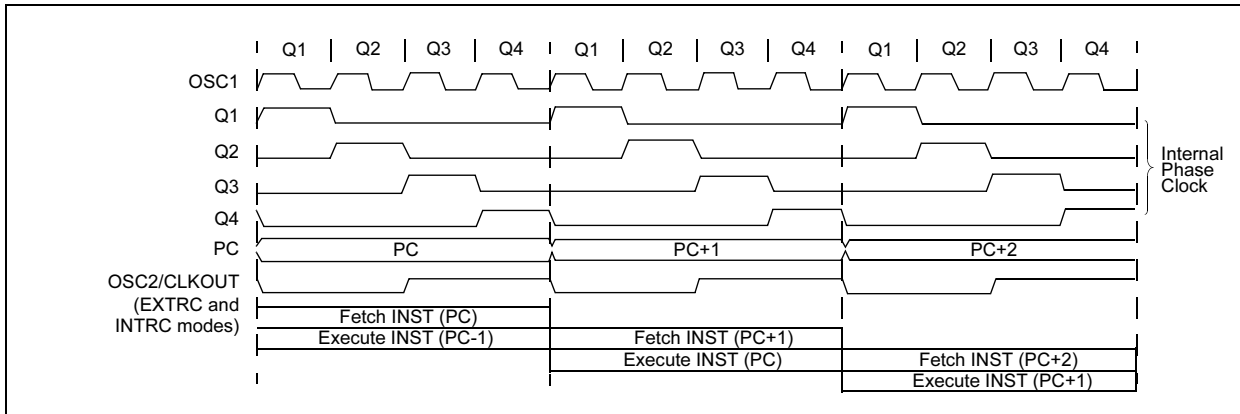 Q1 Q2 Q3 Q4 Q1 Q2 Q3 Q4 Q1 Q2 Q3 Q4
OSC1
Q1
Q2
Q3
Q4
Internal
Phase
Clock
PC PC PC+1 PC+2
OSC2/CLKOUT
(EXTRC and
INTRC modes)
Fetch INST (PC)
Execute INST (PC-1) Fetch INST (PC+1)
Execute INST (PC) Fetch INST (PC+2)
Execute INST (PC+1)